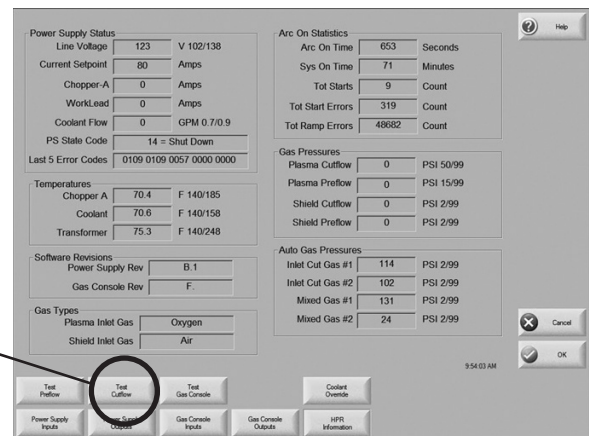 Power Supply Status
Line Voltage 123 V 102/138
Current Setpoint 80 Amps
Chopper-A 0 Amps
WorkLead 0 Amps
Coolant Flow 0 GPM 0.7/0.9
PS State Code 14 = Shut Down
Last 5 Error Codes 0109 0109 0057 0000 0000
Temperatures
Chopper A 70.4 F 140/185
Coolant 70.6 F 140/158
Transformer 75.3 F 140/248
Software Revisions
Power Supply Rev B.1
Gas Console Rev F.
Gas Types
Plasma Inlet Gas Oxygen
Shield Inlet Gas Air
Arc On Statistics
Arc On Time 653 Seconds
Sys On Time 71 Minutes
Tot Starts 9 Count
Tot Start Errors 319 Count
Tot Ramp Errors 48682 Count
Gas Pressures
Plasma Cutflow 0 PSI 50/99
Plasma Preflow 0 PSI 15/99
Shield Cutflow 0 PSI 2/99
Shield Preflow 0 PSI 2/99
Auto Gas Pressures
Inlet Cut Gas #1 114 PSI 2/99
Inlet Cut Gas #2 102 PSI 2/99
Mixed Gas #1 131 PSI 2/99
Mixed Gas #2 24 PSI 2/99
Help
Cancel
OK
9:54:03 AM
Test
Preflow
Test
Cutflow
Test
Gas Console
Coolant
Override
Power Supply
Inputs
Power Supply
Outputs
Gas Console
Inputs
Gas Console
Outputs
HPR
Information